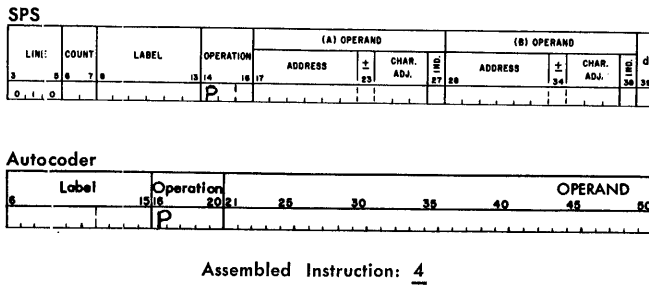 SPS
(A) OPERAND (B) OPERAND
LINE COUNT LABEL OPERATION ADDRESS ± CHAR. ADJ. IND. ADDRESS ± CHAR. ADJ. IND. d
3 5 6 7 8 13 14 16 17 23 27 28 34 38 39
0 1 0 P
Autocoder
Label Operation OPERAND
6 15 16 20 21 25 30 35 40 45 50
P
Assembled Instruction: 4